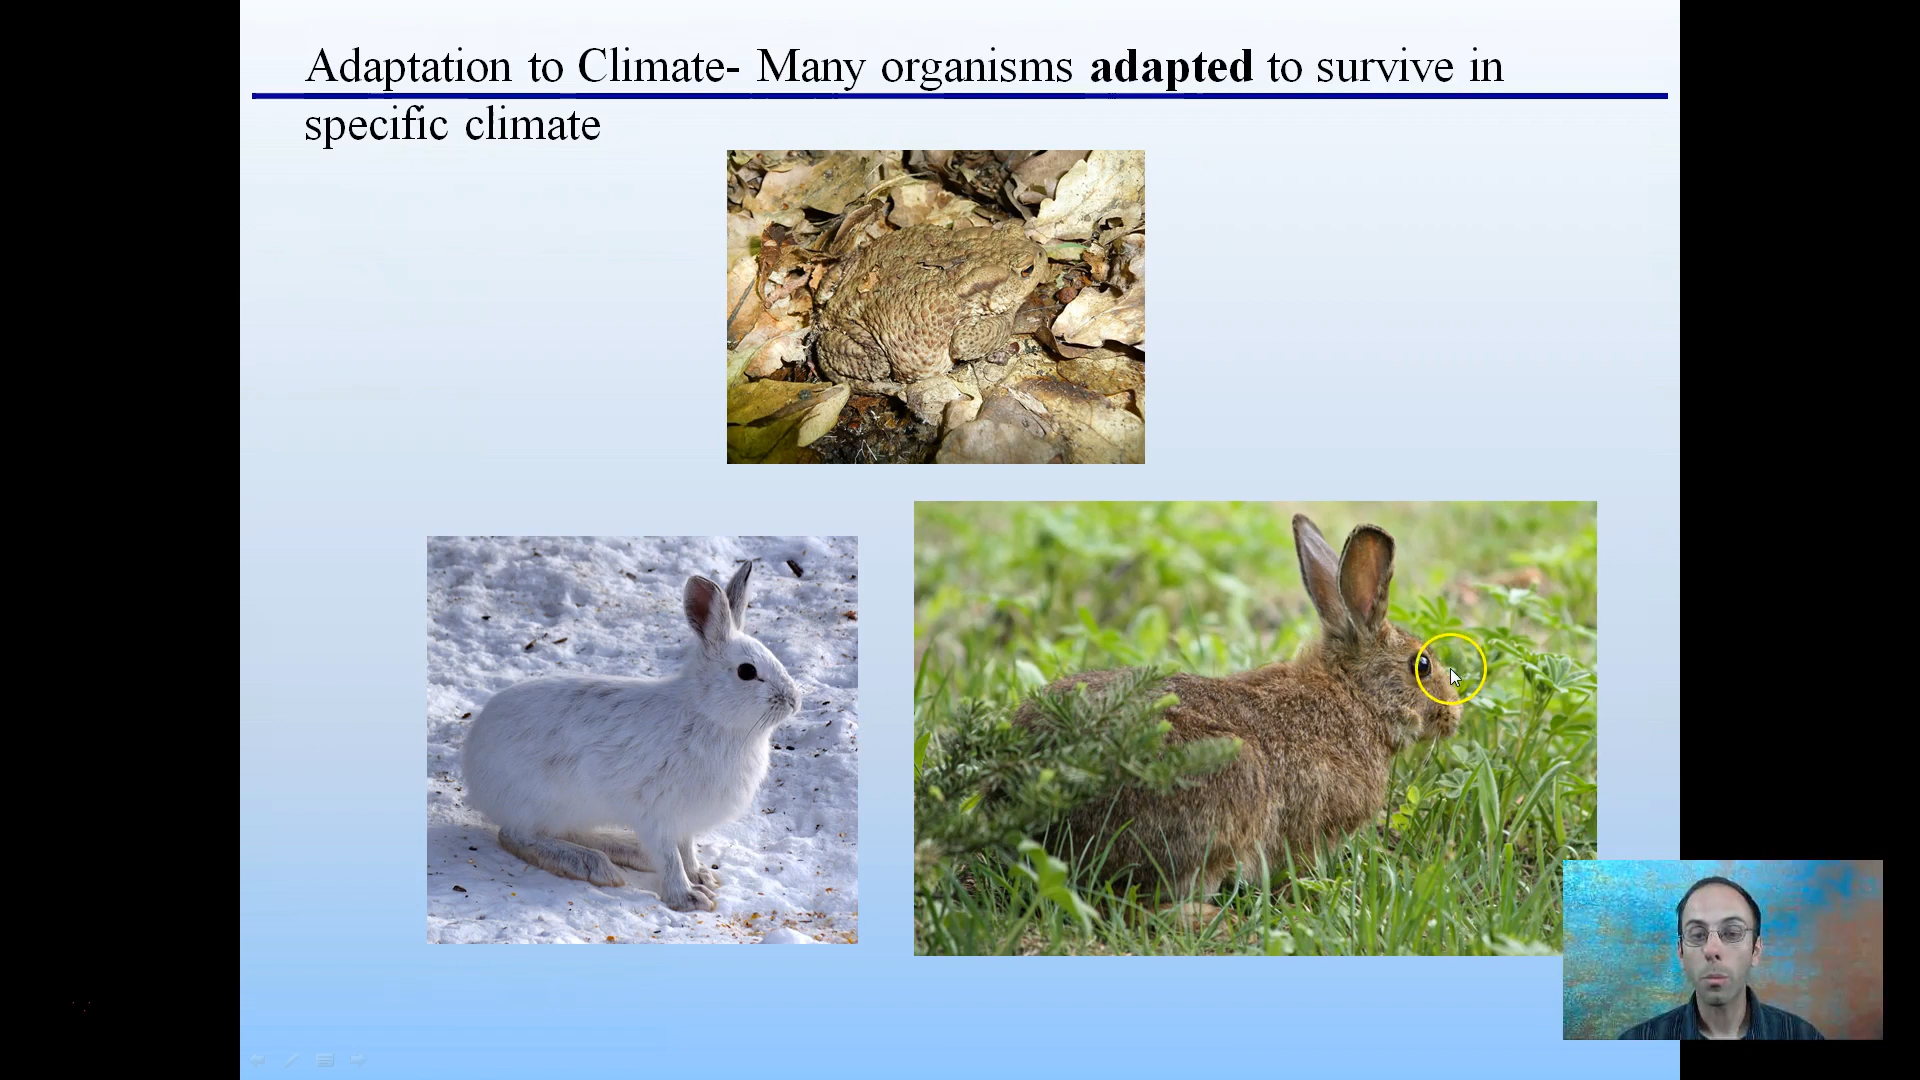 Adaptation to Climate- Many organisms adapted to survive in
specific climate